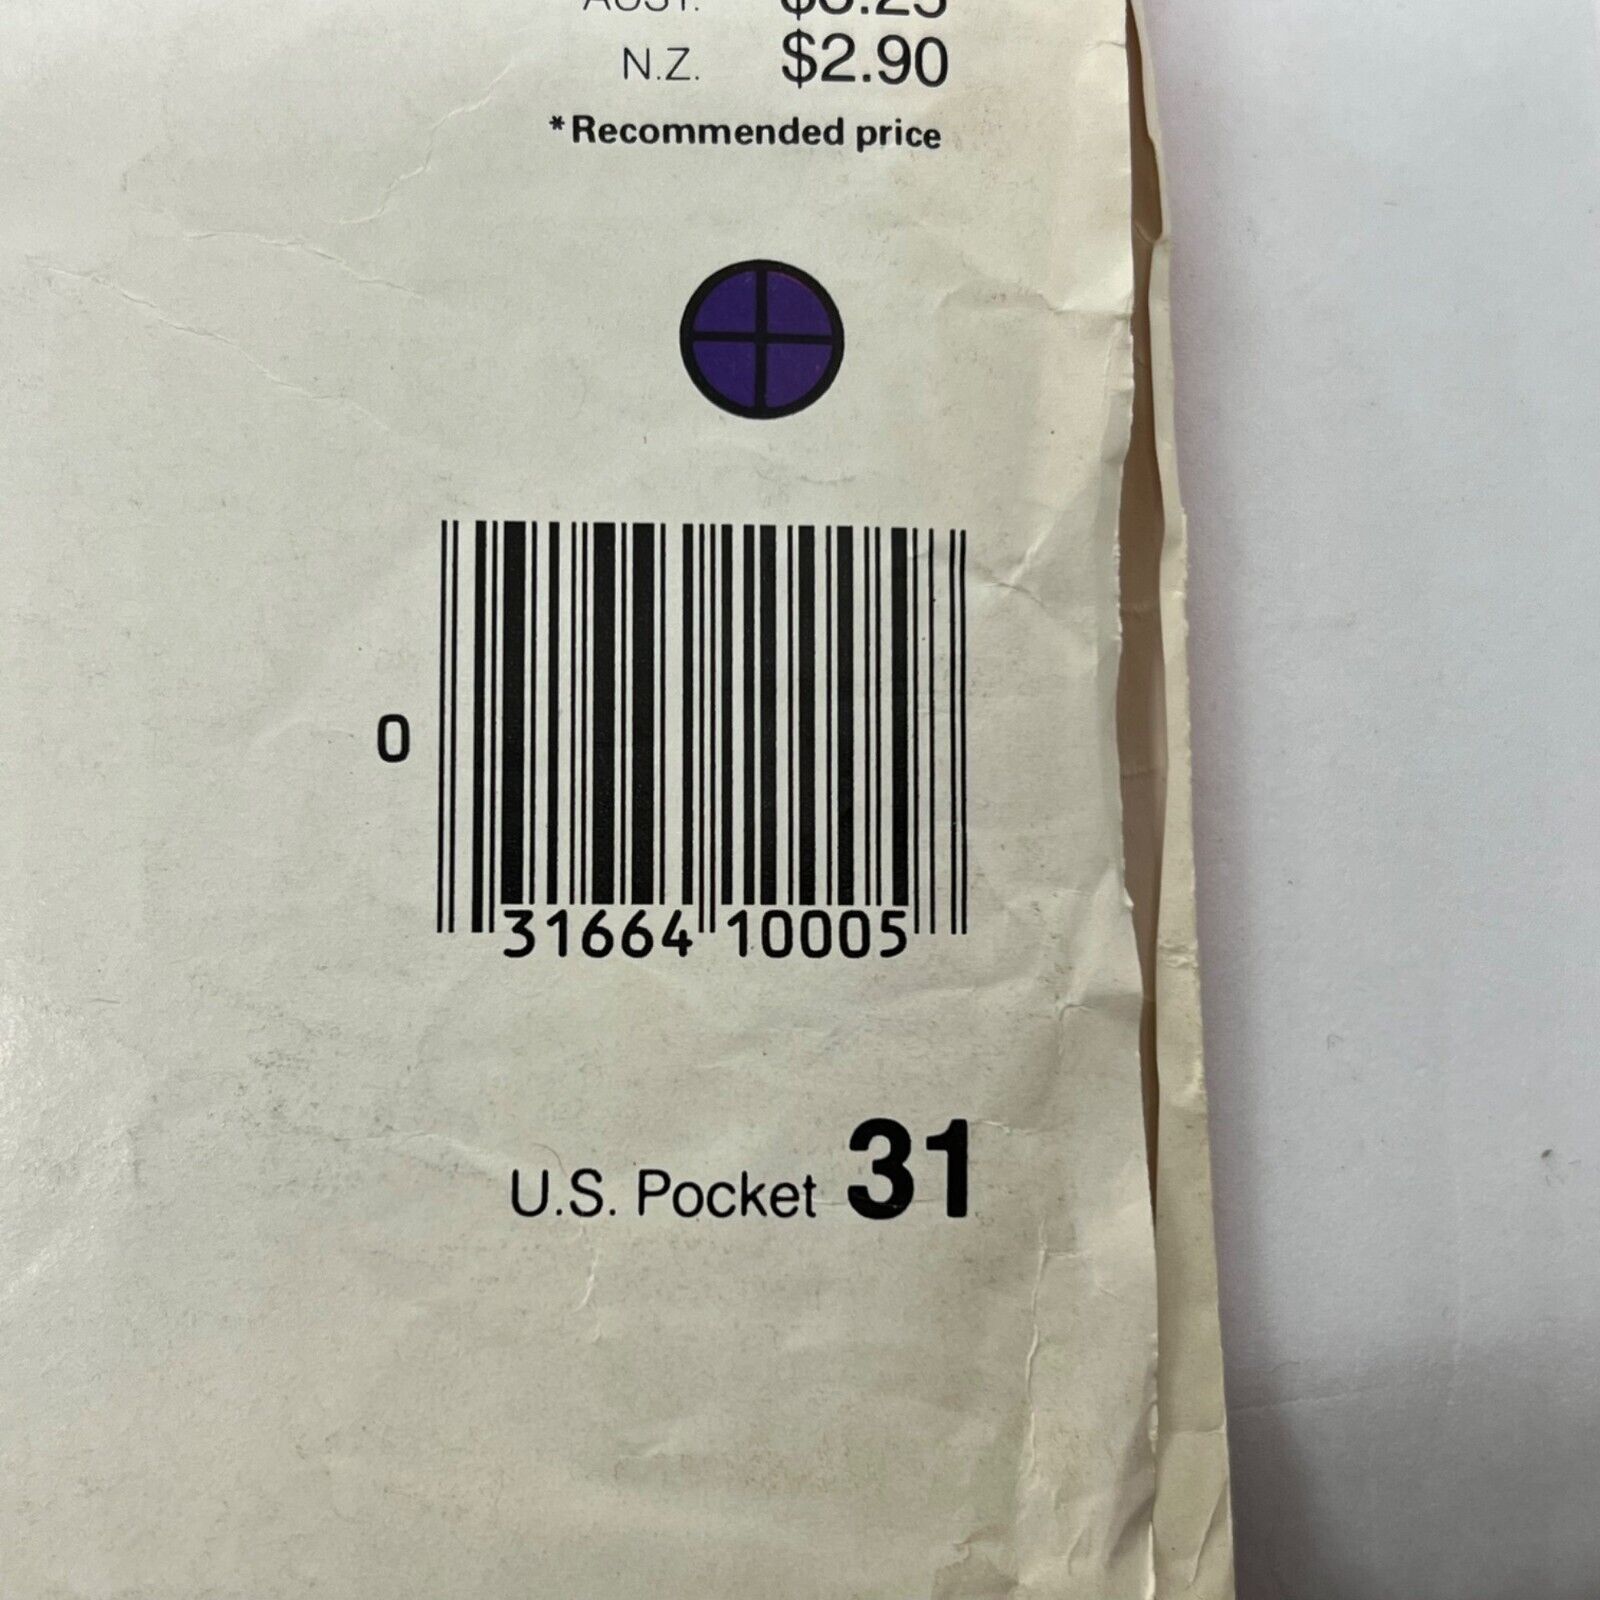 N.Z. $2.90
*Recommended price
0
31664 10005
U.S. Pocket 31